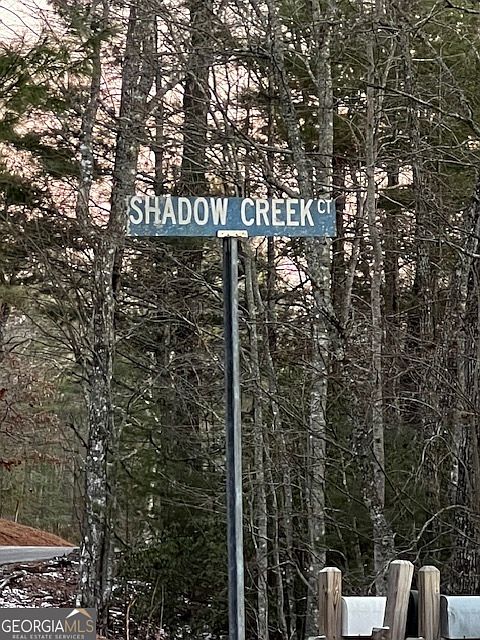 SHADOW CREEK CT
GEORGIAMLS
REAL ESTATE SERVICES